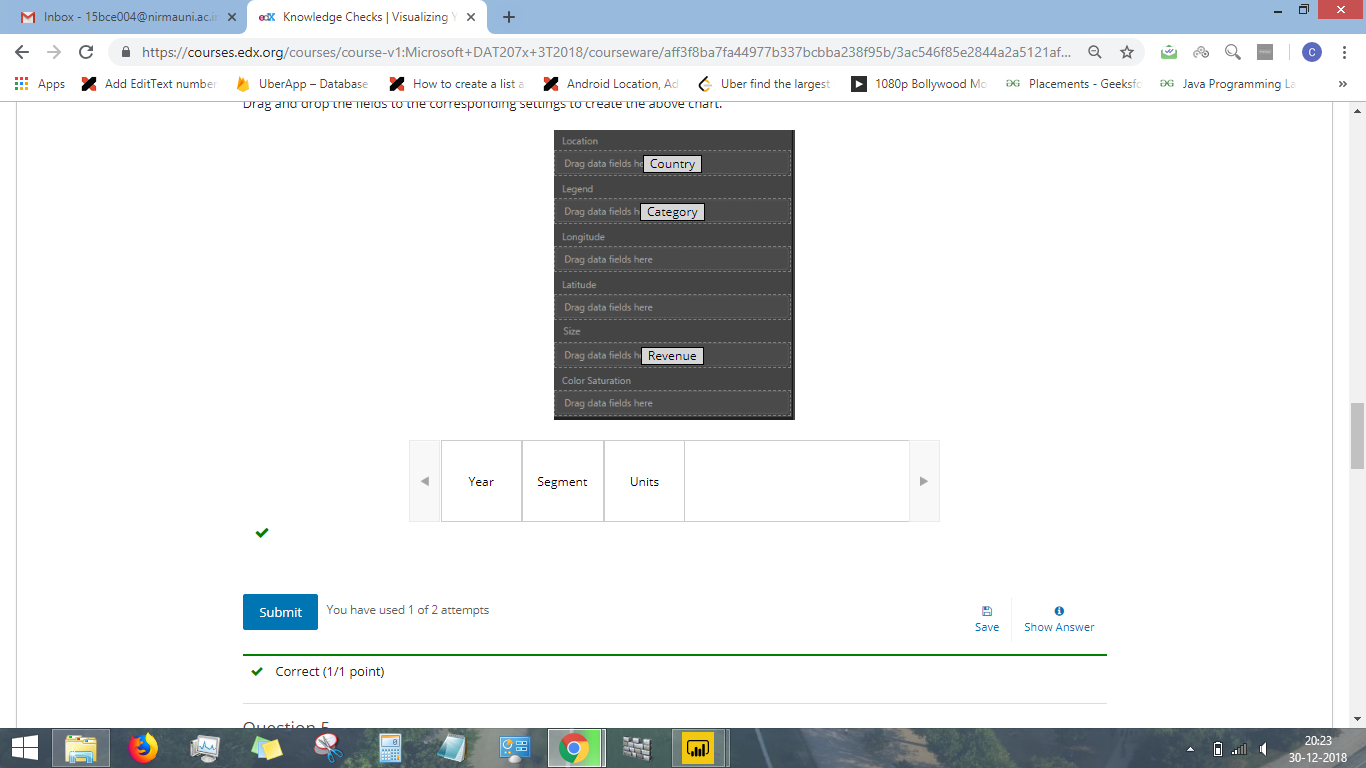 Inbox - 15bce004@nirmauni.ac.in
edX Knowledge Checks | Visualizing Y
https://courses.edx.org/courses/course-v1:Microsoft+DAT207x+3T2018/courseware/aff3f8ba7fa44977b337bcbba238f95b/3ac546f85e2844a2a5121af...
C
Apps Add EditText number UberApp – Database How to create a list a Android Location, Ad Uber find the largest 1080p Bollywood Mo Placements - Geeksfo Java Programming La »
Drag and drop the fields to the corresponding settings to create the above chart.
Location
Drag data fields he Country
Legend
Drag data fields h Category
Longitude
Drag data fields here
Latitude
Drag data fields here
Size
Drag data fields h Revenue
Color Saturation
Drag data fields here
Year Segment Units
Submit You have used 1 of 2 attempts
Save Show Answer
Correct (1/1 point)
Question 5
20:23
30-12-2018